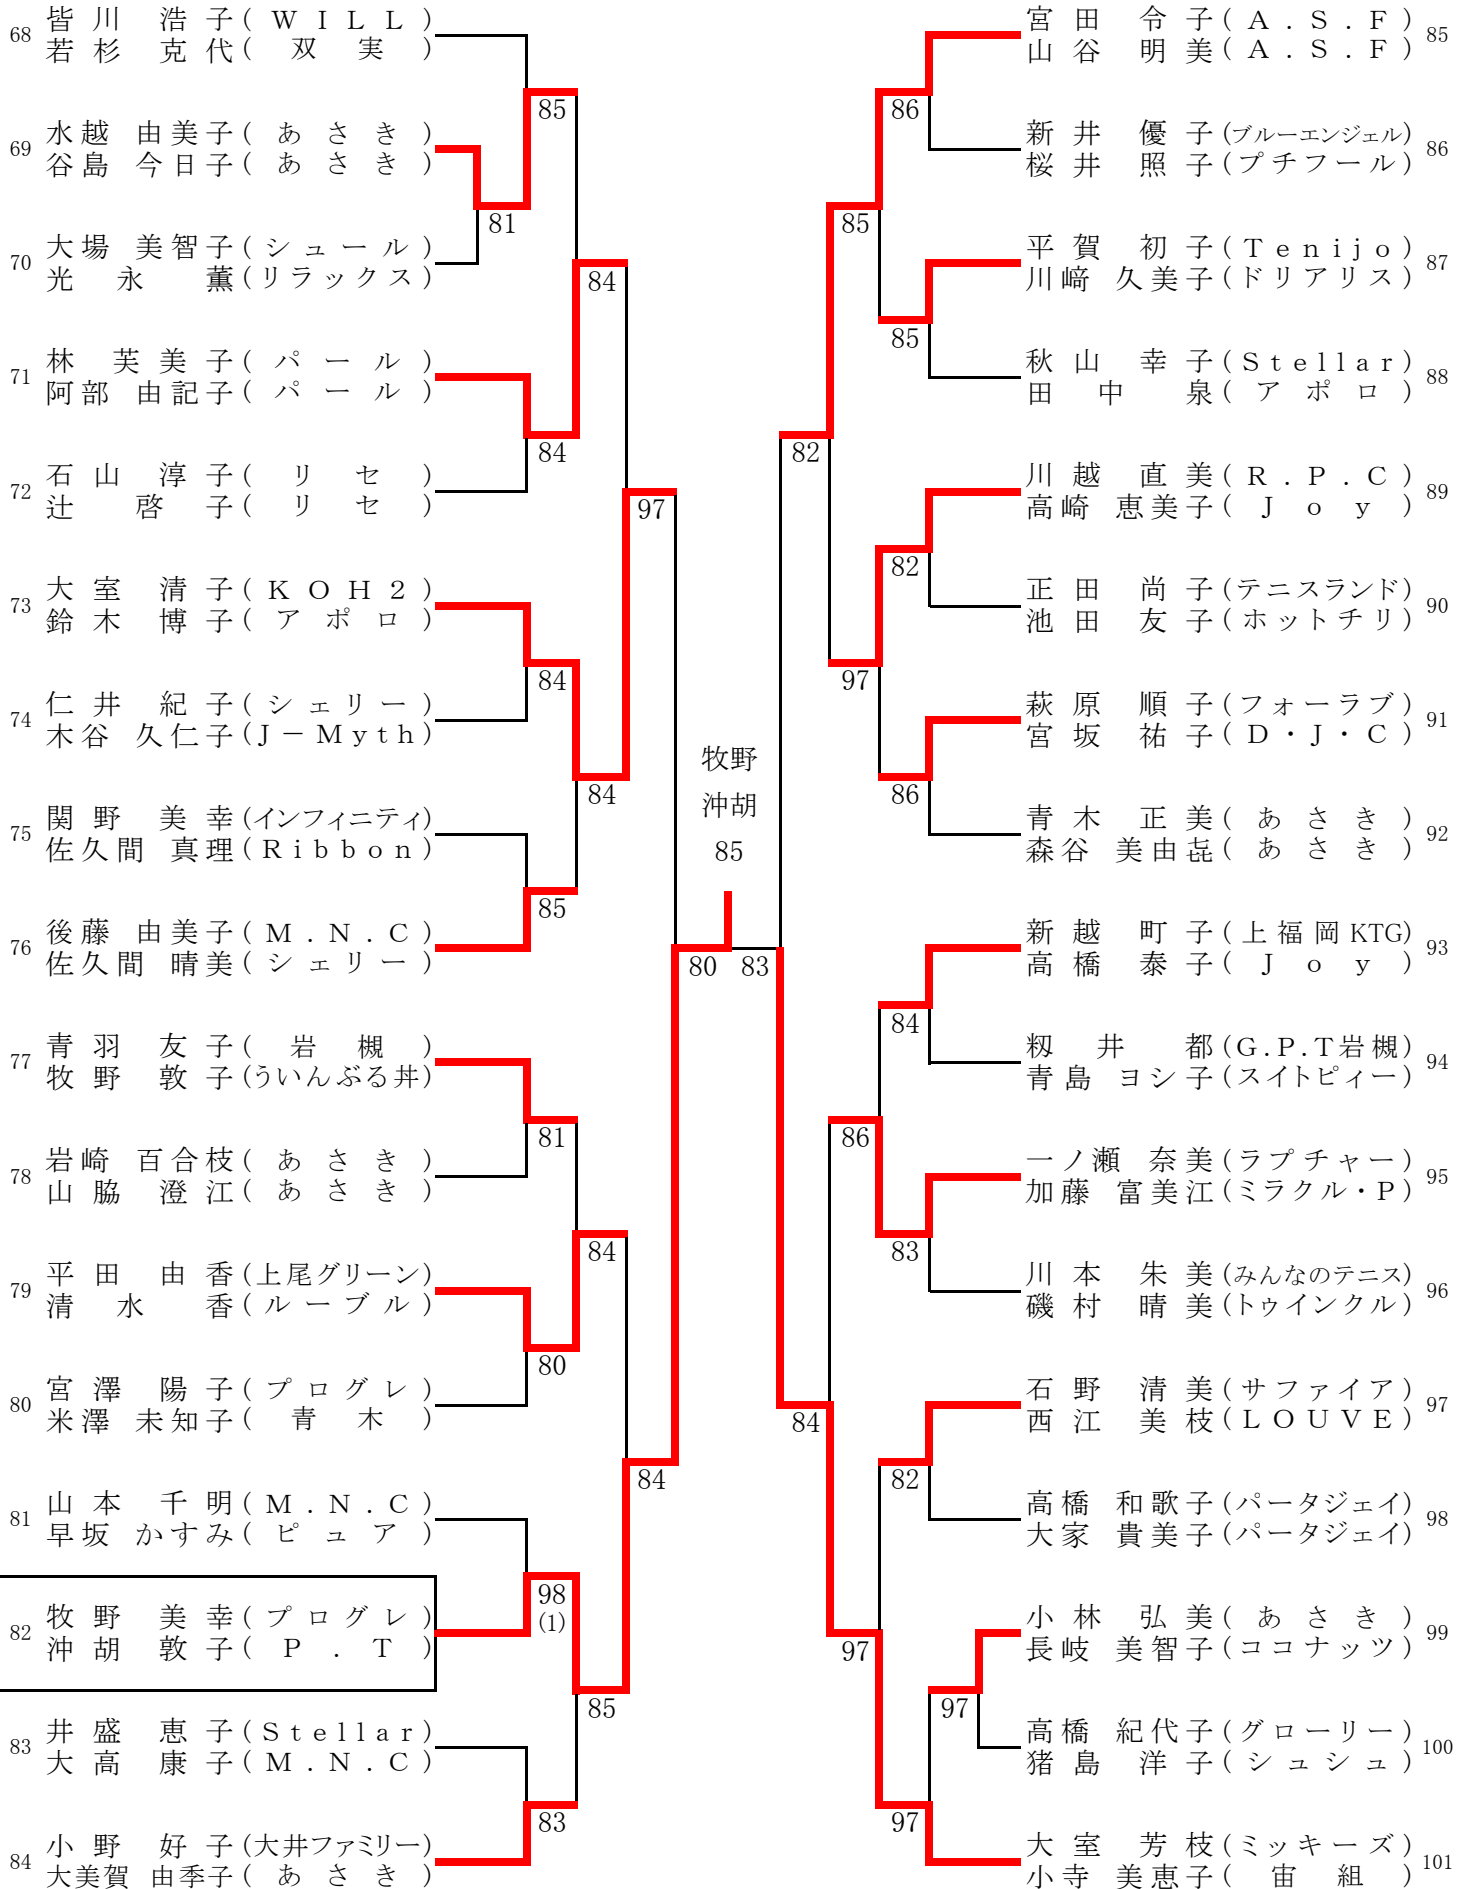 68 皆川 浩子(WILL)
若杉 克代(双実)
85
69 水越 由美子(あさき)
谷島 今日子(あさき)
81
70 大場 美智子(シュール)
光永 薫(リラックス)
84
71 林 芙美子(パール)
阿部 由記子(パール)
84
72 石山 淳子(リセ)
辻 啓子(リセ)
97
73 大室 清子(KOH2)
鈴木 博子(アポロ)
84
74 仁井 紀子(シェリー)
木谷 久仁子(J－Myth)
84
75 関野 美幸(インフィニティ)
佐久間 真理(Ribbon)
85
76 後藤 由美子(M.N.C)
佐久間 晴美(シェリー)
77 青羽 友子(岩槻)
牧野 敦子(ういんぶる丼)
81
78 岩崎 百合枝(あさき)
山脇 澄江(あさき)
84
79 平田 由香(上尾グリーン)
清水 香(ルーブル)
80
80 宮澤 陽子(プログレ)
米澤 未知子(青木)
84
81 山本 千明(M.N.C)
早坂 かすみ(ピュア)
98
(1)
82 牧野 美幸(プログレ)
沖胡 敦子(P.T)
85
83 井盛 恵子(Stellar)
大高 康子(M.N.C)
83
84 小野 好子(大井ファミリー)
大美賀 由季子(あさき)
牧野
沖胡
85
80 83
宮田 令子(A.S.F) 85
山谷 明美(A.S.F)
86
新井 優子(ブルーエンジェル) 86
桜井 照子(プチフール)
85
平賀 初子(Tenijo) 87
川﨑 久美子(ドリアリス)
85
秋山 幸子(Stellar) 88
田中 泉(アポロ)
82
川越 直美(R.P.C) 89
高崎 恵美子(Joy)
82
正田 尚子(テニスランド) 90
池田 友子(ホットチリ)
97
萩原 順子(フォーラブ) 91
宮坂 祐子(D・J・C)
86
青木 正美(あさき) 92
森谷 美由㐂(あさき)
新越 町子(上福岡KTG) 93
高橋 泰子(Joy)
84
籾井 都(G.P.T岩槻) 94
青島 ヨシ子(スイトピィー)
86
一ノ瀬 奈美(ラプチャー) 95
加藤 富美江(ミラクル・P)
83
川本 朱美(みんなのテニス) 96
磯村 晴美(トゥインクル)
84
石野 清美(サファイア) 97
西江 美枝(LOUVE)
82
高橋 和歌子(パータジェイ) 98
大家 貴美子(パータジェイ)
97
小林 弘美(あさき) 99
長岐 美智子(ココナッツ)
97
高橋 紀代子(グローリー) 100
猪島 洋子(シュシュ)
97
大室 芳枝(ミッキーズ) 101
小寺 美恵子(宙組)